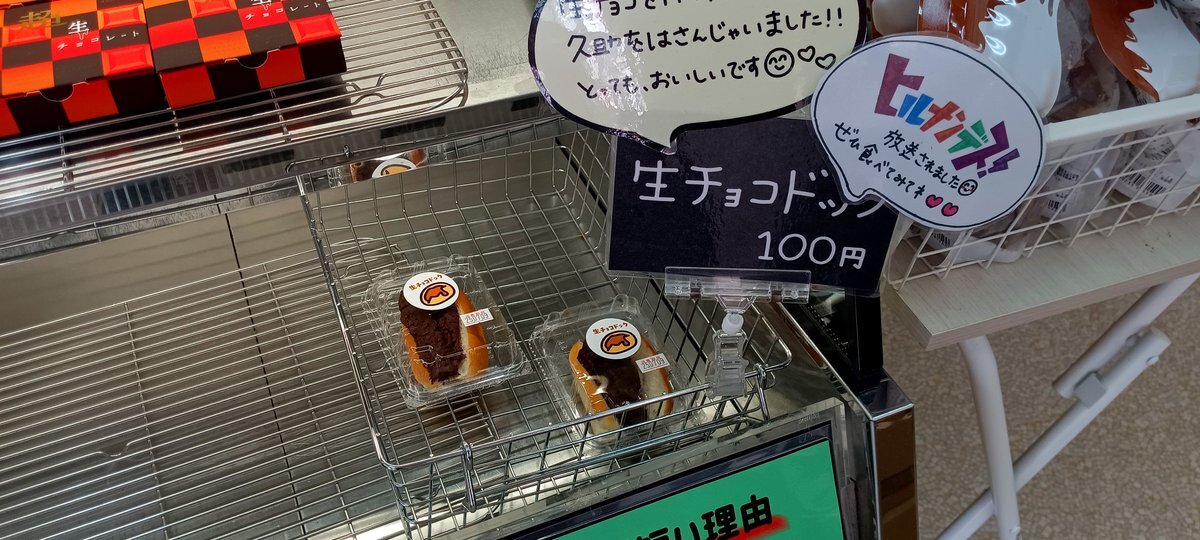 生
チョコレート
生チョコで
久助をはさんじゃいました!!
とっても、おいしいです
ヒルナンデス!!
放送されました
ぜひ食べてみてネ
生チョコドック
100円
生チョコドック
生チョコドック
理由